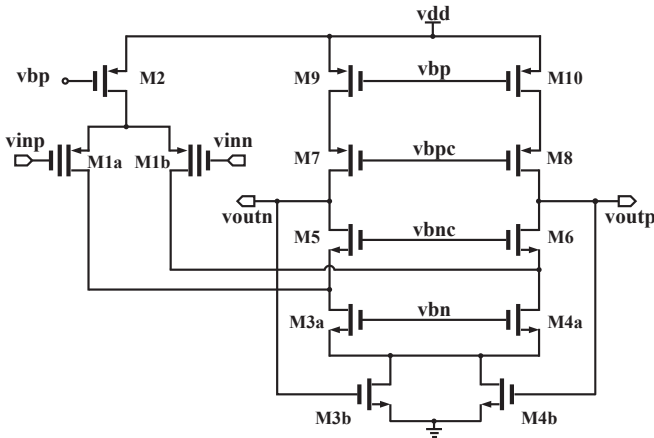 vdd
vbp
M2
M9
vbp
M10
vinp
vinn
M1a
M1b
M7
vbpc
M8
voutn
voutp
M5
vbnc
M6
M3a
vbn
M4a
M3b
M4b